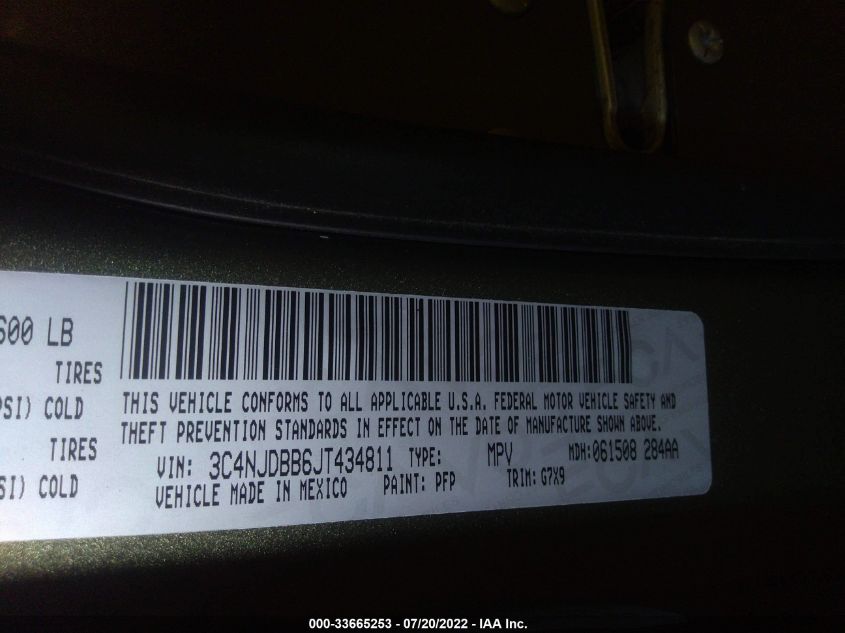 600 LB
TIRES
PSI) COLD
TIRES
SI) COLD
THIS VEHICLE CONFORMS TO ALL APPLICABLE U.S.A. FEDERAL MOTOR VEHICLE SAFETY AND
THEFT PREVENTION STANDARDS IN EFFECT ON THE DATE OF MANUFACTURE SHOWN ABOVE.
VIN: 3C4NJDBB6JT434811 TYPE: MPV MDH:061508 284AA
VEHICLE MADE IN MEXICO PAINT: PFP TRIM: G7X9
000-33665253 - 07/20/2022 - IAA Inc.